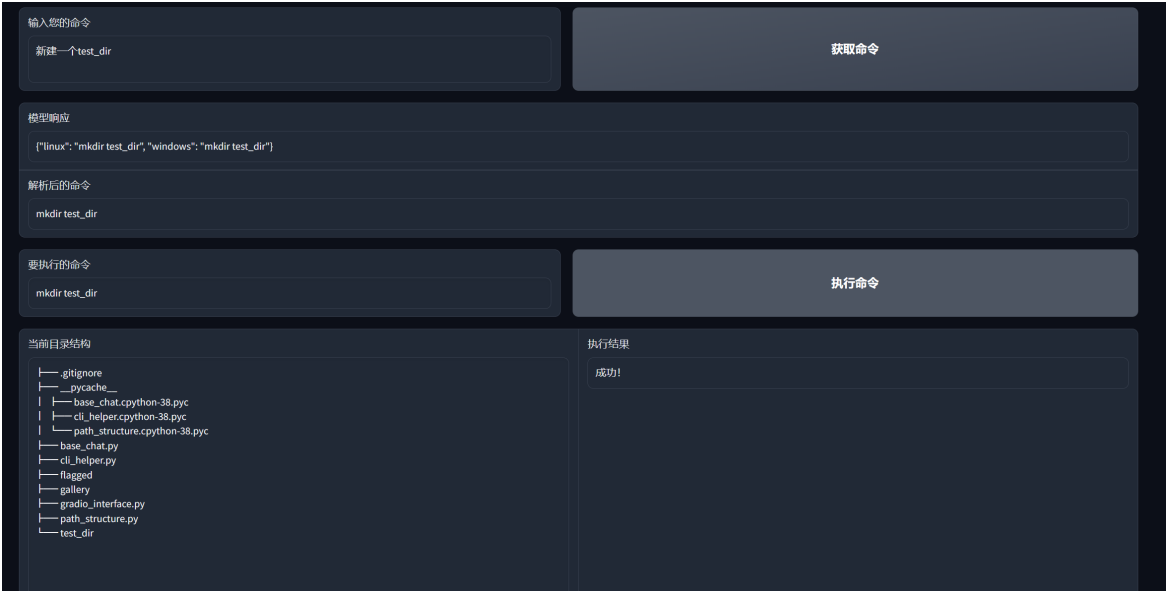 输入您的命令
新建一个test_dir
获取命令
模型响应
{"linux": "mkdir test_dir", "windows": "mkdir test_dir"}
解析后的命令
mkdir test_dir
要执行的命令
mkdir test_dir
执行命令
当前目录结构
├──.gitignore
├──__pycache__
│ ├──base_chat.cpython-38.pyc
│ ├──cli_helper.cpython-38.pyc
│ └──path_structure.cpython-38.pyc
├──base_chat.py
├──cli_helper.py
├──flagged
├──gallery
├──gradio_interface.py
├──path_structure.py
└──test_dir
执行结果
成功!